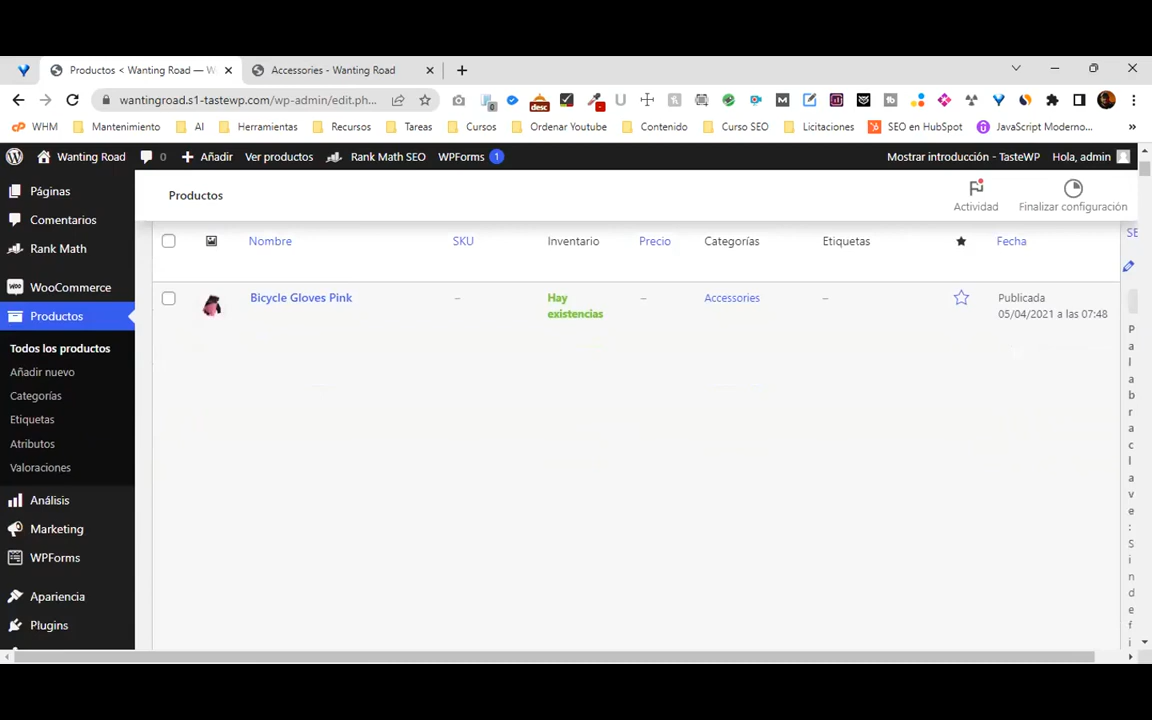 Productos < Wanting Road — W
Accessories - Wanting Road
wantingroad.s1-tastewp.com/wp-admin/edit.ph...
WHM
Mantenimiento
AI
Herramientas
Recursos
Tareas
Cursos
Ordenar Youtube
Contenido
Curso SEO
Licitaciones
SEO en HubSpot
JavaScript Moderno...
»
Wanting Road
0
Añadir
Ver productos
Rank Math SEO
WPForms 1
Mostrar introducción - TasteWP
Hola, admin
Páginas
Comentarios
Rank Math
WooCommerce
Productos
Todos los productos
Añadir nuevo
Categorías
Etiquetas
Atributos
Valoraciones
Análisis
Marketing
WPForms
Apariencia
Plugins
Productos
Actividad
Finalizar configuración
Nombre
SKU
Inventario
Precio
Categorías
Etiquetas
Fecha
SE
Bicycle Gloves Pink
–
Hay
existencias
–
Accessories
–
Publicada
05/04/2021 a las 07:48
P
a
l
a
b
r
a
c
l
a
v
e
:
S
i
n
d
e
f
i